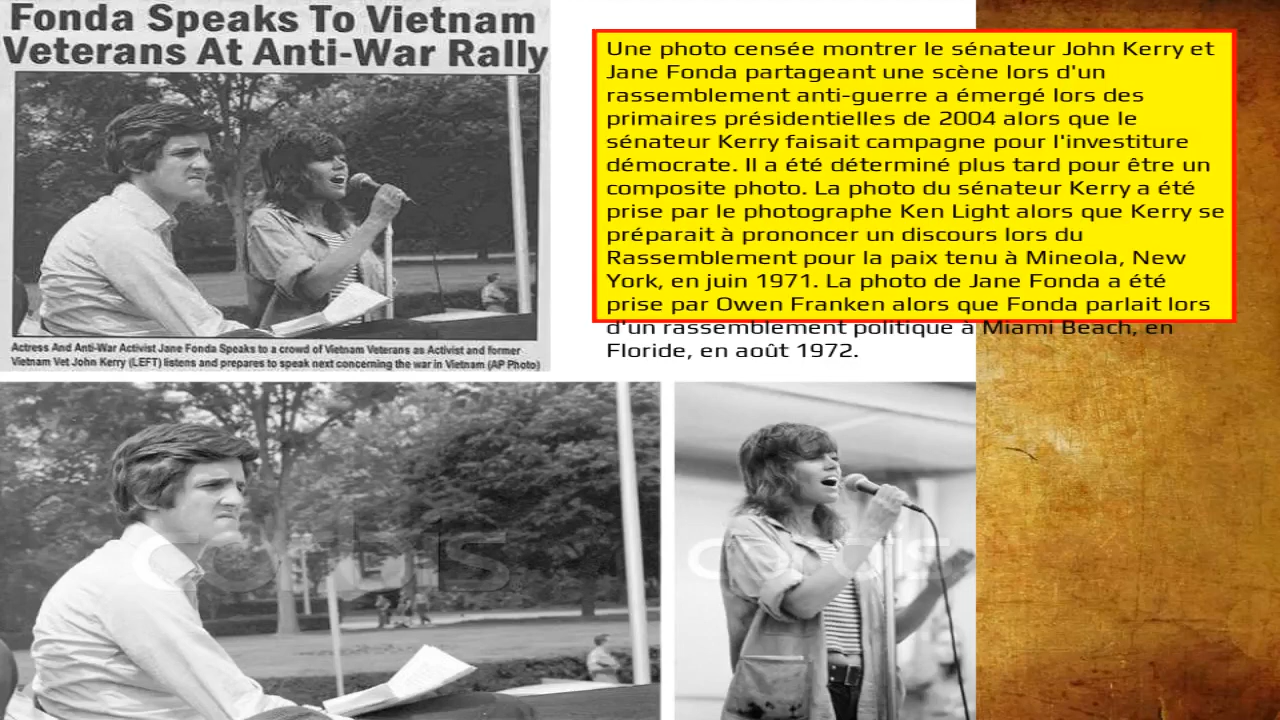 Fonda Speaks To Vietnam
Veterans At Anti-War Rally
Actress And Anti-War Activist Jane Fonda Speaks to a crowd of Vietnam Veterans as Activist and former
Vietnam Vet John Kerry (LEFT) listens and prepares to speak next concerning the war in Vietnam (AP Photo)
Une photo censée montrer le sénateur John Kerry et
Jane Fonda partageant une scène lors d'un
rassemblement anti-guerre a émergé lors des
primaires présidentielles de 2004 alors que le
sénateur Kerry faisait campagne pour l'investiture
démocrate. Il a été déterminé plus tard pour être un
composite photo. La photo du sénateur Kerry a été
prise par le photographe Ken Light alors que Kerry se
préparait à prononcer un discours lors du
Rassemblement pour la paix tenu à Mineola, New
York, en juin 1971. La photo de Jane Fonda a été
prise par Owen Franken alors que Fonda parlait lors
d'un rassemblement politique à Miami Beach, en
Floride, en août 1972.
corbis
corbis